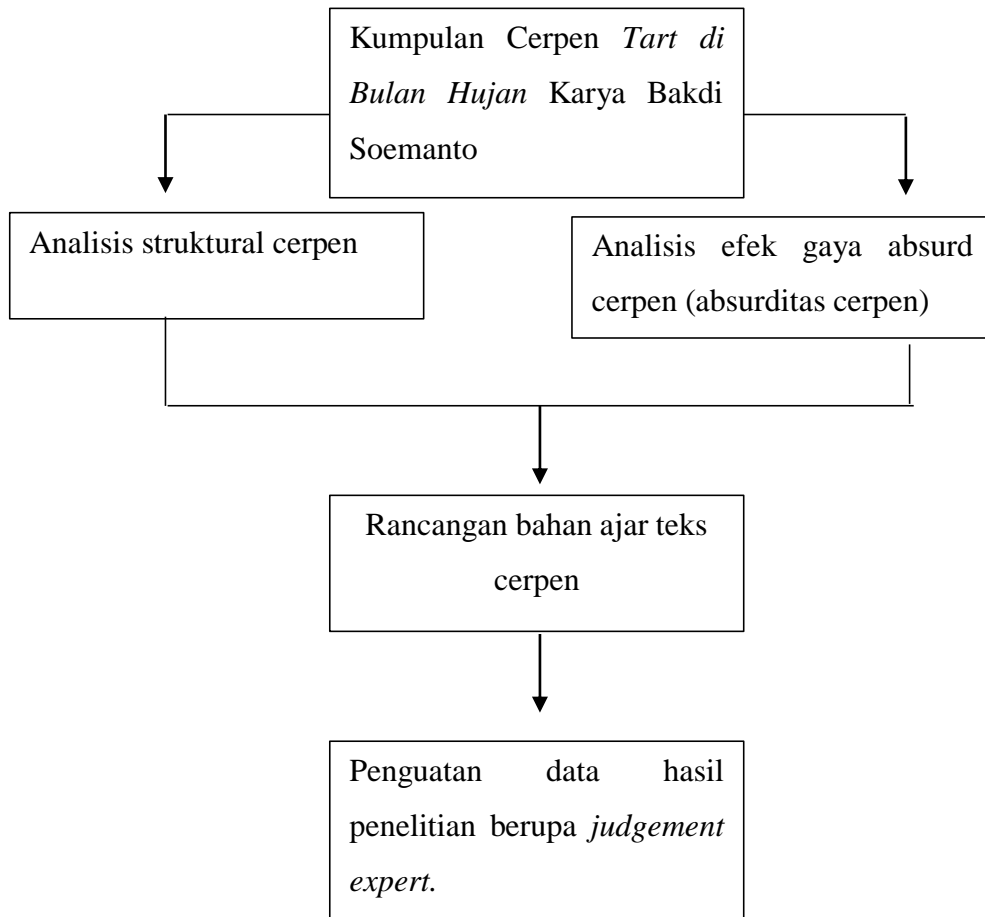 Kumpulan Cerpen Tart di
Bulan Hujan Karya Bakdi
Soemanto
Analisis struktural cerpen
Analisis efek gaya absurd
cerpen (absurditas cerpen)
Rancangan bahan ajar teks
cerpen
Penguatan data hasil
penelitian berupa judgement
expert.